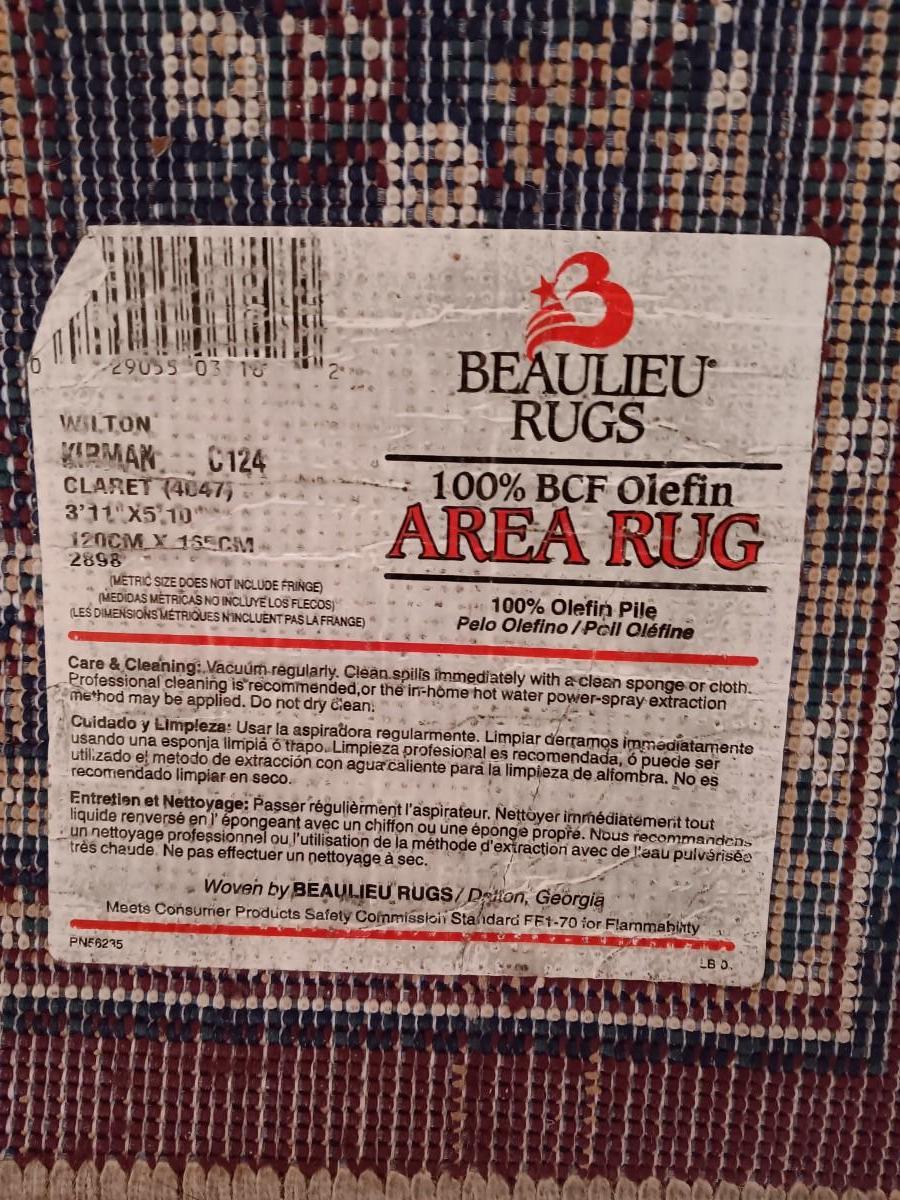 0 29055 03 18 2
BEAULIEU®
RUGS
WILTON
KIRMAN C124
CLARET (4047)
3'11"X5'10"
120CM X 165CM
2898
(METRIC SIZE DOES NOT INCLUDE FRINGE)
(MEDIDAS MÉTRICAS NO INCLUYE LOS FLECOS)
(LES DIMENSIONS MÉTRIQUES N'INCLUENT PAS LA FRANGE)
100% BCF Olefin
AREA RUG
100% Olefin Pile
Pelo Olefino / Poil Oléfine
Care & Cleaning: Vacuum regularly. Clean spills immediately with a clean sponge or cloth.
Professional cleaning is recommended, or the in-home hot water power-spray extraction
method may be applied. Do not dry clean.
Cuidado y Limpieza: Usar la aspiradora regularmente. Limpiar derramos immediatamente
usando una esponja limpia ó trapo. Limpieza profesional es recomendada, ó puede ser
utilizado el metodo de extracción con agua caliente para la limpieza de alfombra. No es
recomendado limpiar en seco.
Entretien et Nettoyage: Passer régulièrment l'aspirateur. Nettoyer immédiatement tout
liquide renversé en l' épongeant avec un chiffon ou une éponge propre. Nous recommandons
un nettoyage professionnel ou l'utilisation de la méthode d'extraction avec de l'eau pulvérisée
très chaude. Ne pas effectuer un nettoyage à sec.
Woven by BEAULIEU RUGS / Dalton, Georgia
Meets Consumer Products Safety Commission Standard FF1-70 for Flammability
PNE6235
LB 0.